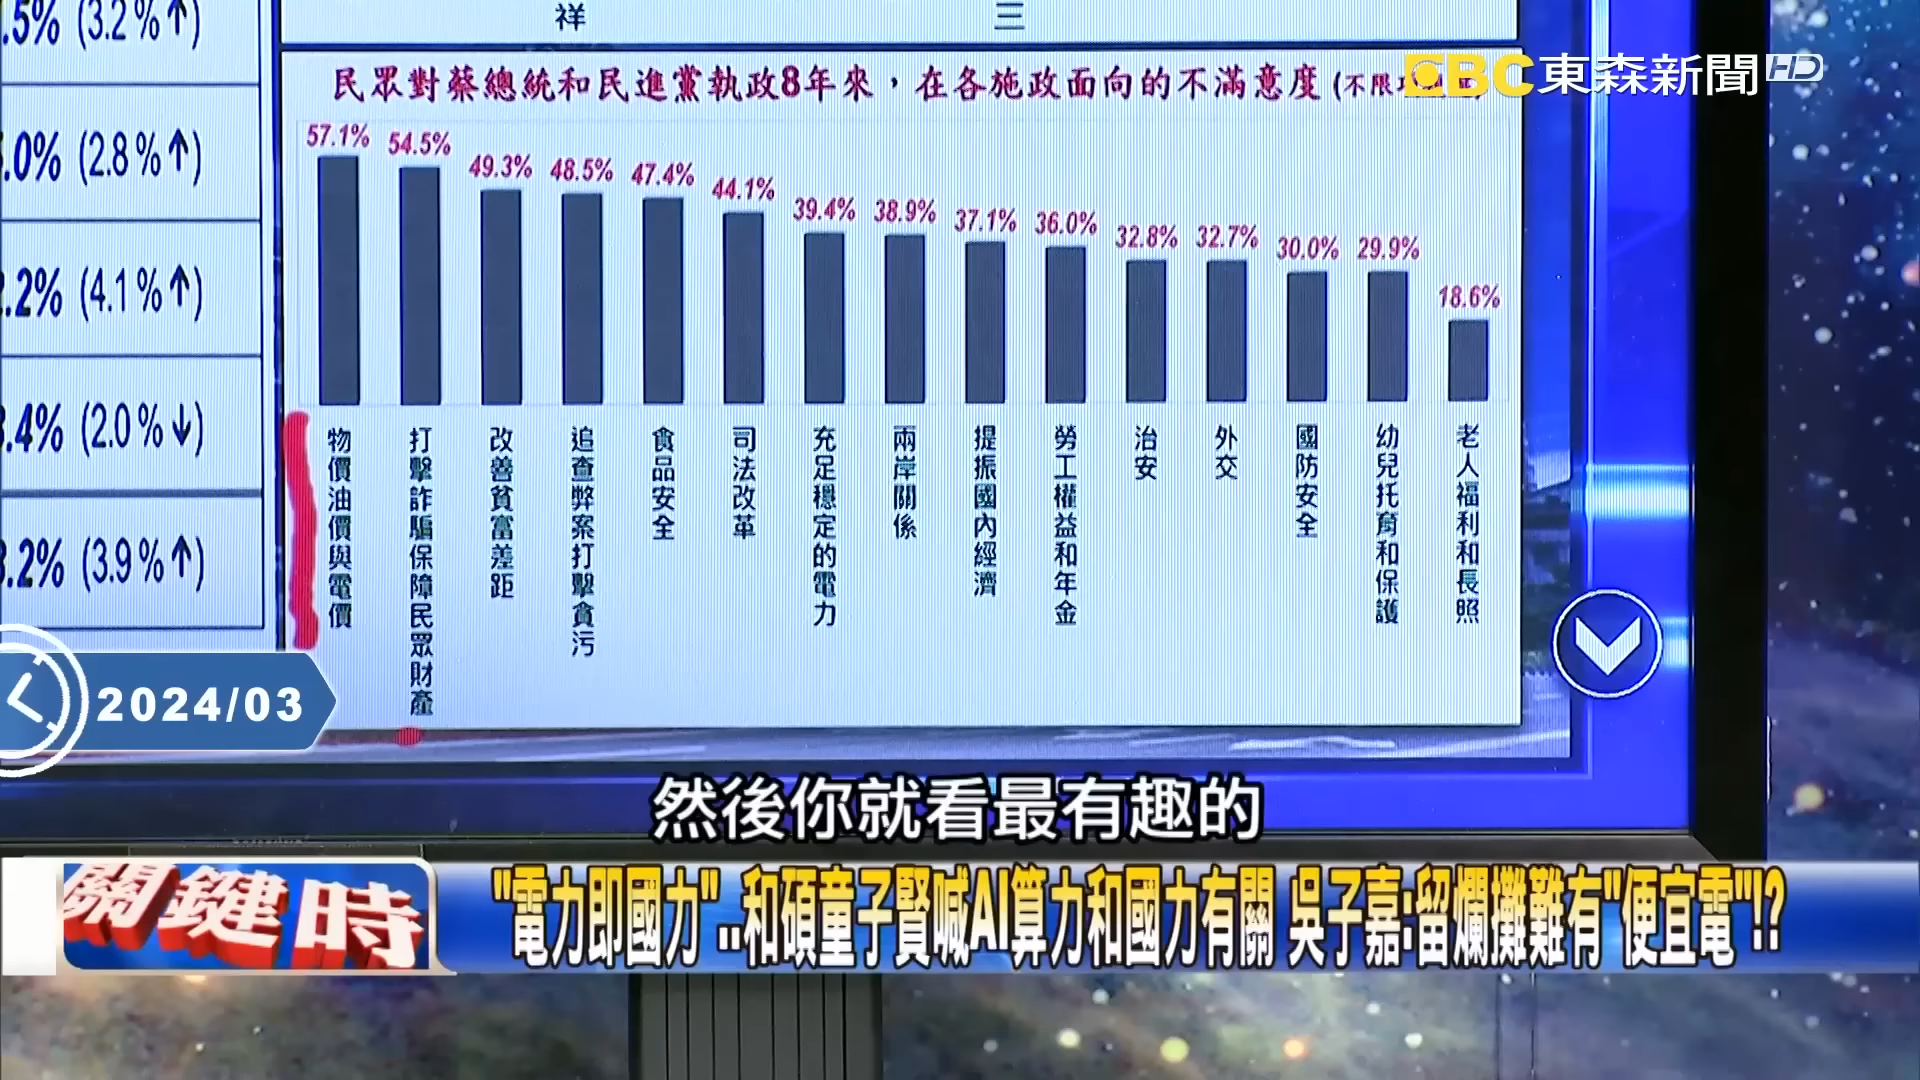 .5% (3.2%↑)
.0% (2.8%↑)
.2% (4.1%↑)
.4% (2.0%↓)
.2% (3.9%↑)
祥
三
民眾對蔡總統和民進黨執政8年來，在各施政面向的不滿意度 (不限
EBC東森新聞HD
57.1% 54.5% 49.3% 48.5% 47.4% 44.1% 39.4% 38.9% 37.1% 36.0% 32.8% 32.7% 30.0% 29.9% 18.6%
物價油價與電價
打擊詐騙保障民眾財產
改善貧富差距
追查弊案打擊貪污
食品安全
司法改革
充足穩定的電力
兩岸關係
提振國內經濟
勞工權益和年金
治安
外交
國防安全
幼兒托育和保護
老人福利和長照
2024/03
然後你就看最有趣的
關鍵時
"電力即國力"..和碩童子賢喊AI算力和國力有關 吳子嘉:留爛攤難有"便宜電"!?